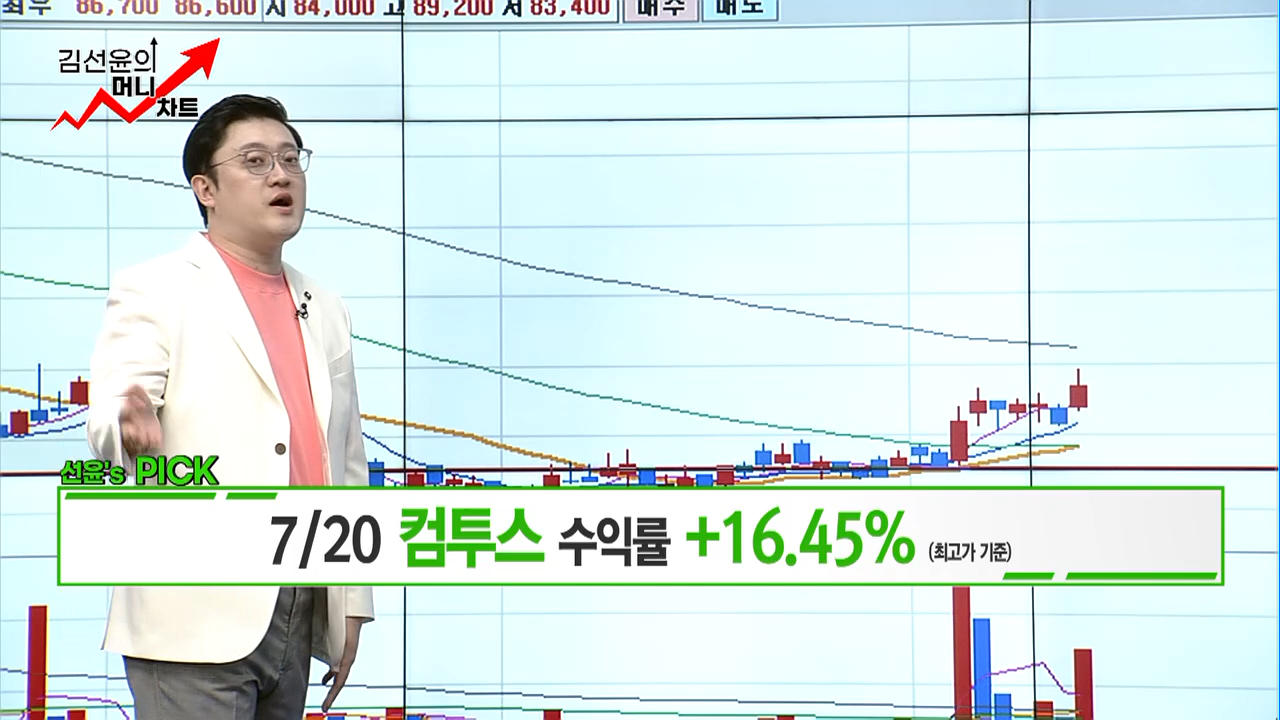 최우 86,700 86,600 시 84,000 고 89,200 저 83,400 매수 매도
김선윤의
머니
차트
선윤's PICK
7/20 컴투스 수익률 +16.45% (최고가 기준)